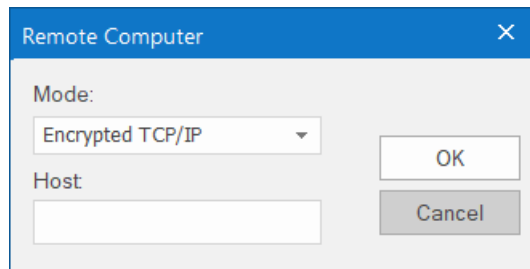 Remote Computer
Mode:
Encrypted TCP/IP
OK
Host:
Cancel